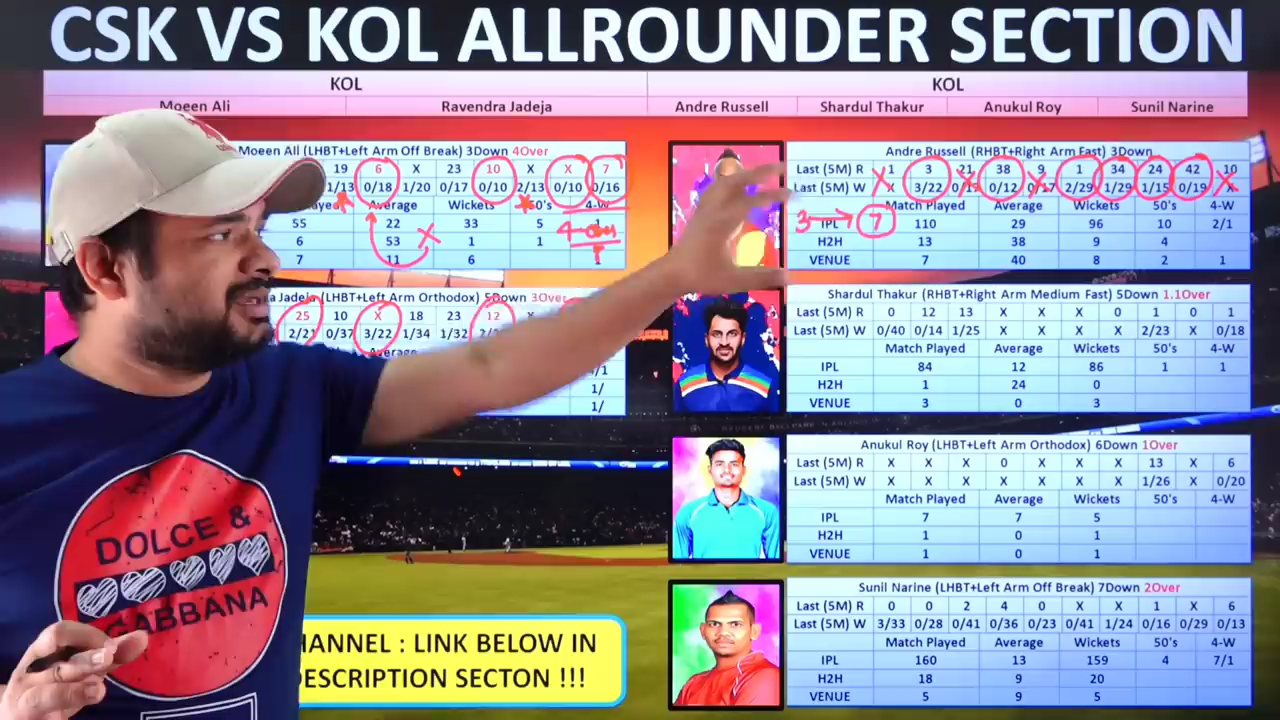 CSK VS KOL ALLROUNDER SECTION
KOL KOL
Moeen Ali Ravendra Jadeja Andre Russell Shardul Thakur Anukul Roy Sunil Narine
Moeen All (LHBT+Left Arm Off Break) 3Down 4Over
19 6 X 23 10 X X 7
1/13 0/18 1/20 0/17 0/10 2/13 0/10 0/16
Average Wickets 50's 4-W
55 22 33 5 1
4 over
6 53 1 1
7 11 6 1
Jadeja (LHBT+Left Arm Orthodox) 5Down 3Over
25 10 X 18 23 12
2/21 0/37 3/22 1/34 1/32
Average
1/
1/
Andre Russell (RHBT+Right Arm Fast) 3Down
Last (5M) R X 1 3 21 38 9 1 34 24 42 10
Last (5M) W X 3/22 0/12 2/29 1/29 1/15 0/19 X
Match Played Average Wickets 50's 4-W
3 → 7
IPL 110 29 96 10 2/1
H2H 13 38 9 4
VENUE 7 40 8 2 1
Shardul Thakur (RHBT+Right Arm Medium Fast) 5Down 1.1Over
Last (5M) R 0 12 13 X X X 0 1 0 1
Last (5M) W 0/40 0/14 1/25 X X X X 2/23 X 0/18
Match Played Average Wickets 50's 4-W
IPL 84 12 86 1 1
H2H 1 24 0
VENUE 3 0 3
Anukul Roy (LHBT+Left Arm Orthodox) 6Down 1Over
Last (5M) R X X X 0 X X X 13 X 6
Last (5M) W X X X X X X X 1/26 X 0/20
Match Played Average Wickets 50's 4-W
IPL 7 7 5
H2H 1 0 1
VENUE 1 0 1
Sunil Narine (LHBT+Left Arm Off Break) 7Down 2Over
Last (5M) R 0 0 2 4 0 X X 1 X 6
Last (5M) W 3/33 0/28 0/41 0/36 0/23 0/41 1/24 0/16 0/29 0/13
Match Played Average Wickets 50's 4-W
IPL 160 13 159 4 7/1
H2H 18 9 20
VENUE 5 9 5
DOLCE &
GABBANA
HANNEL : LINK BELOW IN
ESCRIPTION SECTON !!!